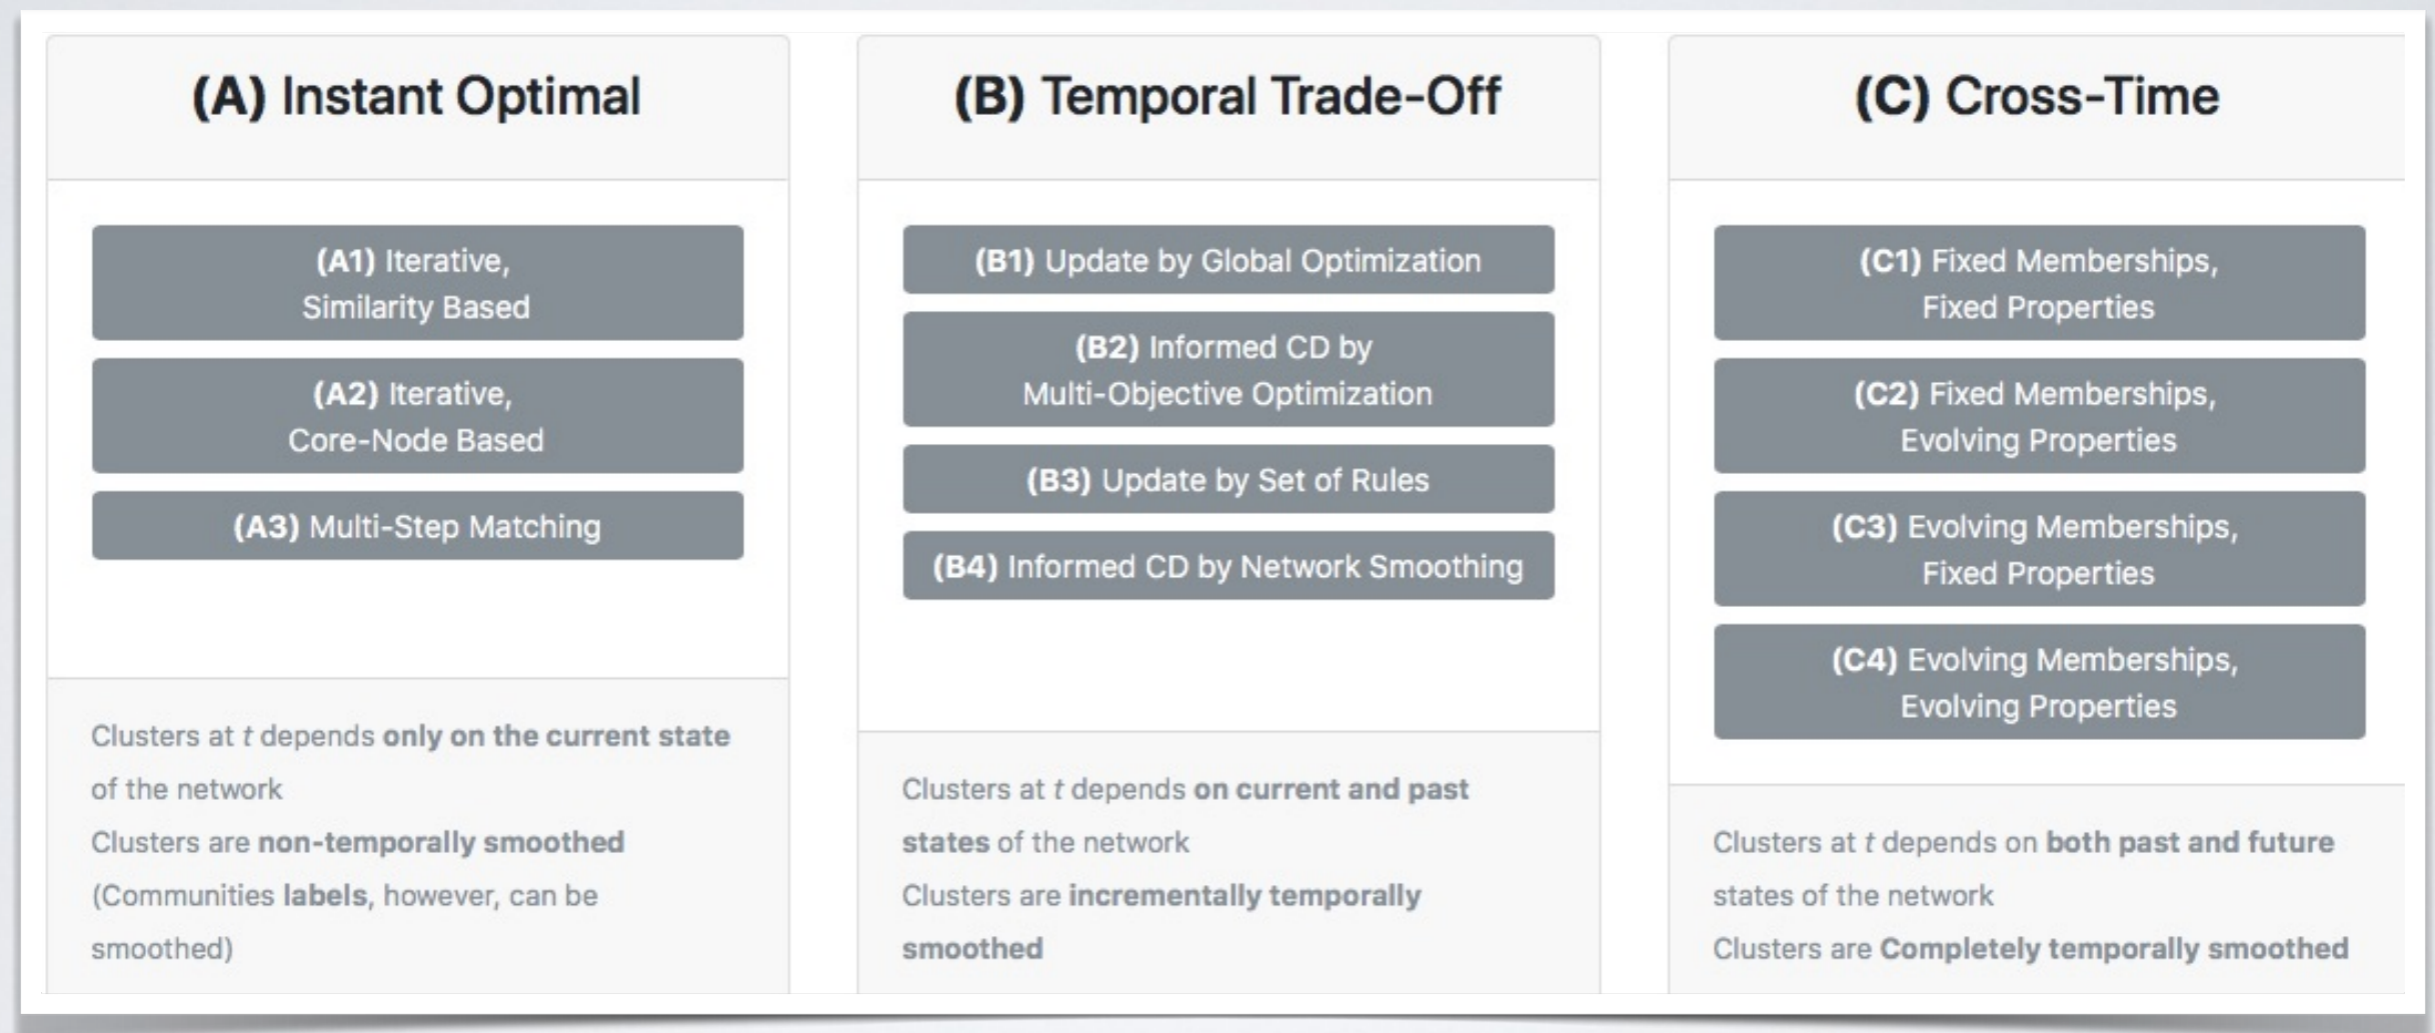 (A) Instant Optimal
(A1) Iterative,
Similarity Based
(A2) Iterative,
Core-Node Based
(A3) Multi-Step Matching
Clusters at t depends only on the current state
of the network
Clusters are non-temporally smoothed
(Communities labels, however, can be
smoothed)
(B) Temporal Trade-Off
(B1) Update by Global Optimization
(B2) Informed CD by
Multi-Objective Optimization
(B3) Update by Set of Rules
(B4) Informed CD by Network Smoothing
Clusters at t depends on current and past
states of the network
Clusters are incrementally temporally
smoothed
(C) Cross-Time
(C1) Fixed Memberships,
Fixed Properties
(C2) Fixed Memberships,
Evolving Properties
(C3) Evolving Memberships,
Fixed Properties
(C4) Evolving Memberships,
Evolving Properties
Clusters at t depends on both past and future
states of the network
Clusters are Completely temporally smoothed